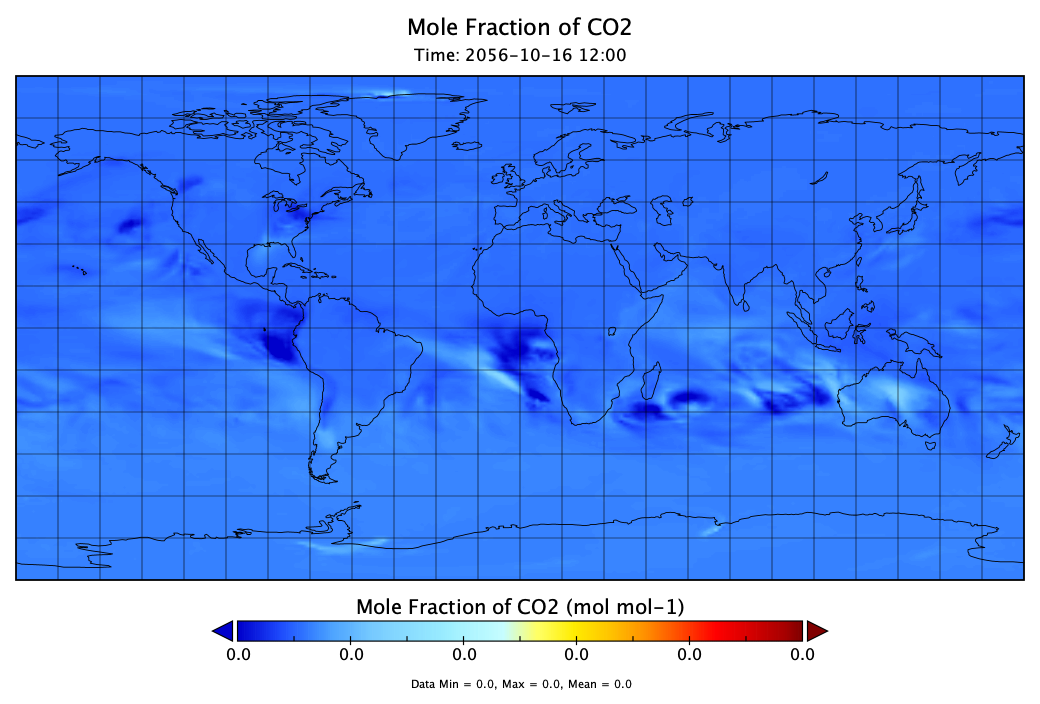 Mole Fraction of CO2
Time: 2056-10-16 12:00
Mole Fraction of CO2 (mol mol−1)
0.0 0.0 0.0 0.0 0.0 0.0
Data Min = 0.0, Max = 0.0, Mean = 0.0